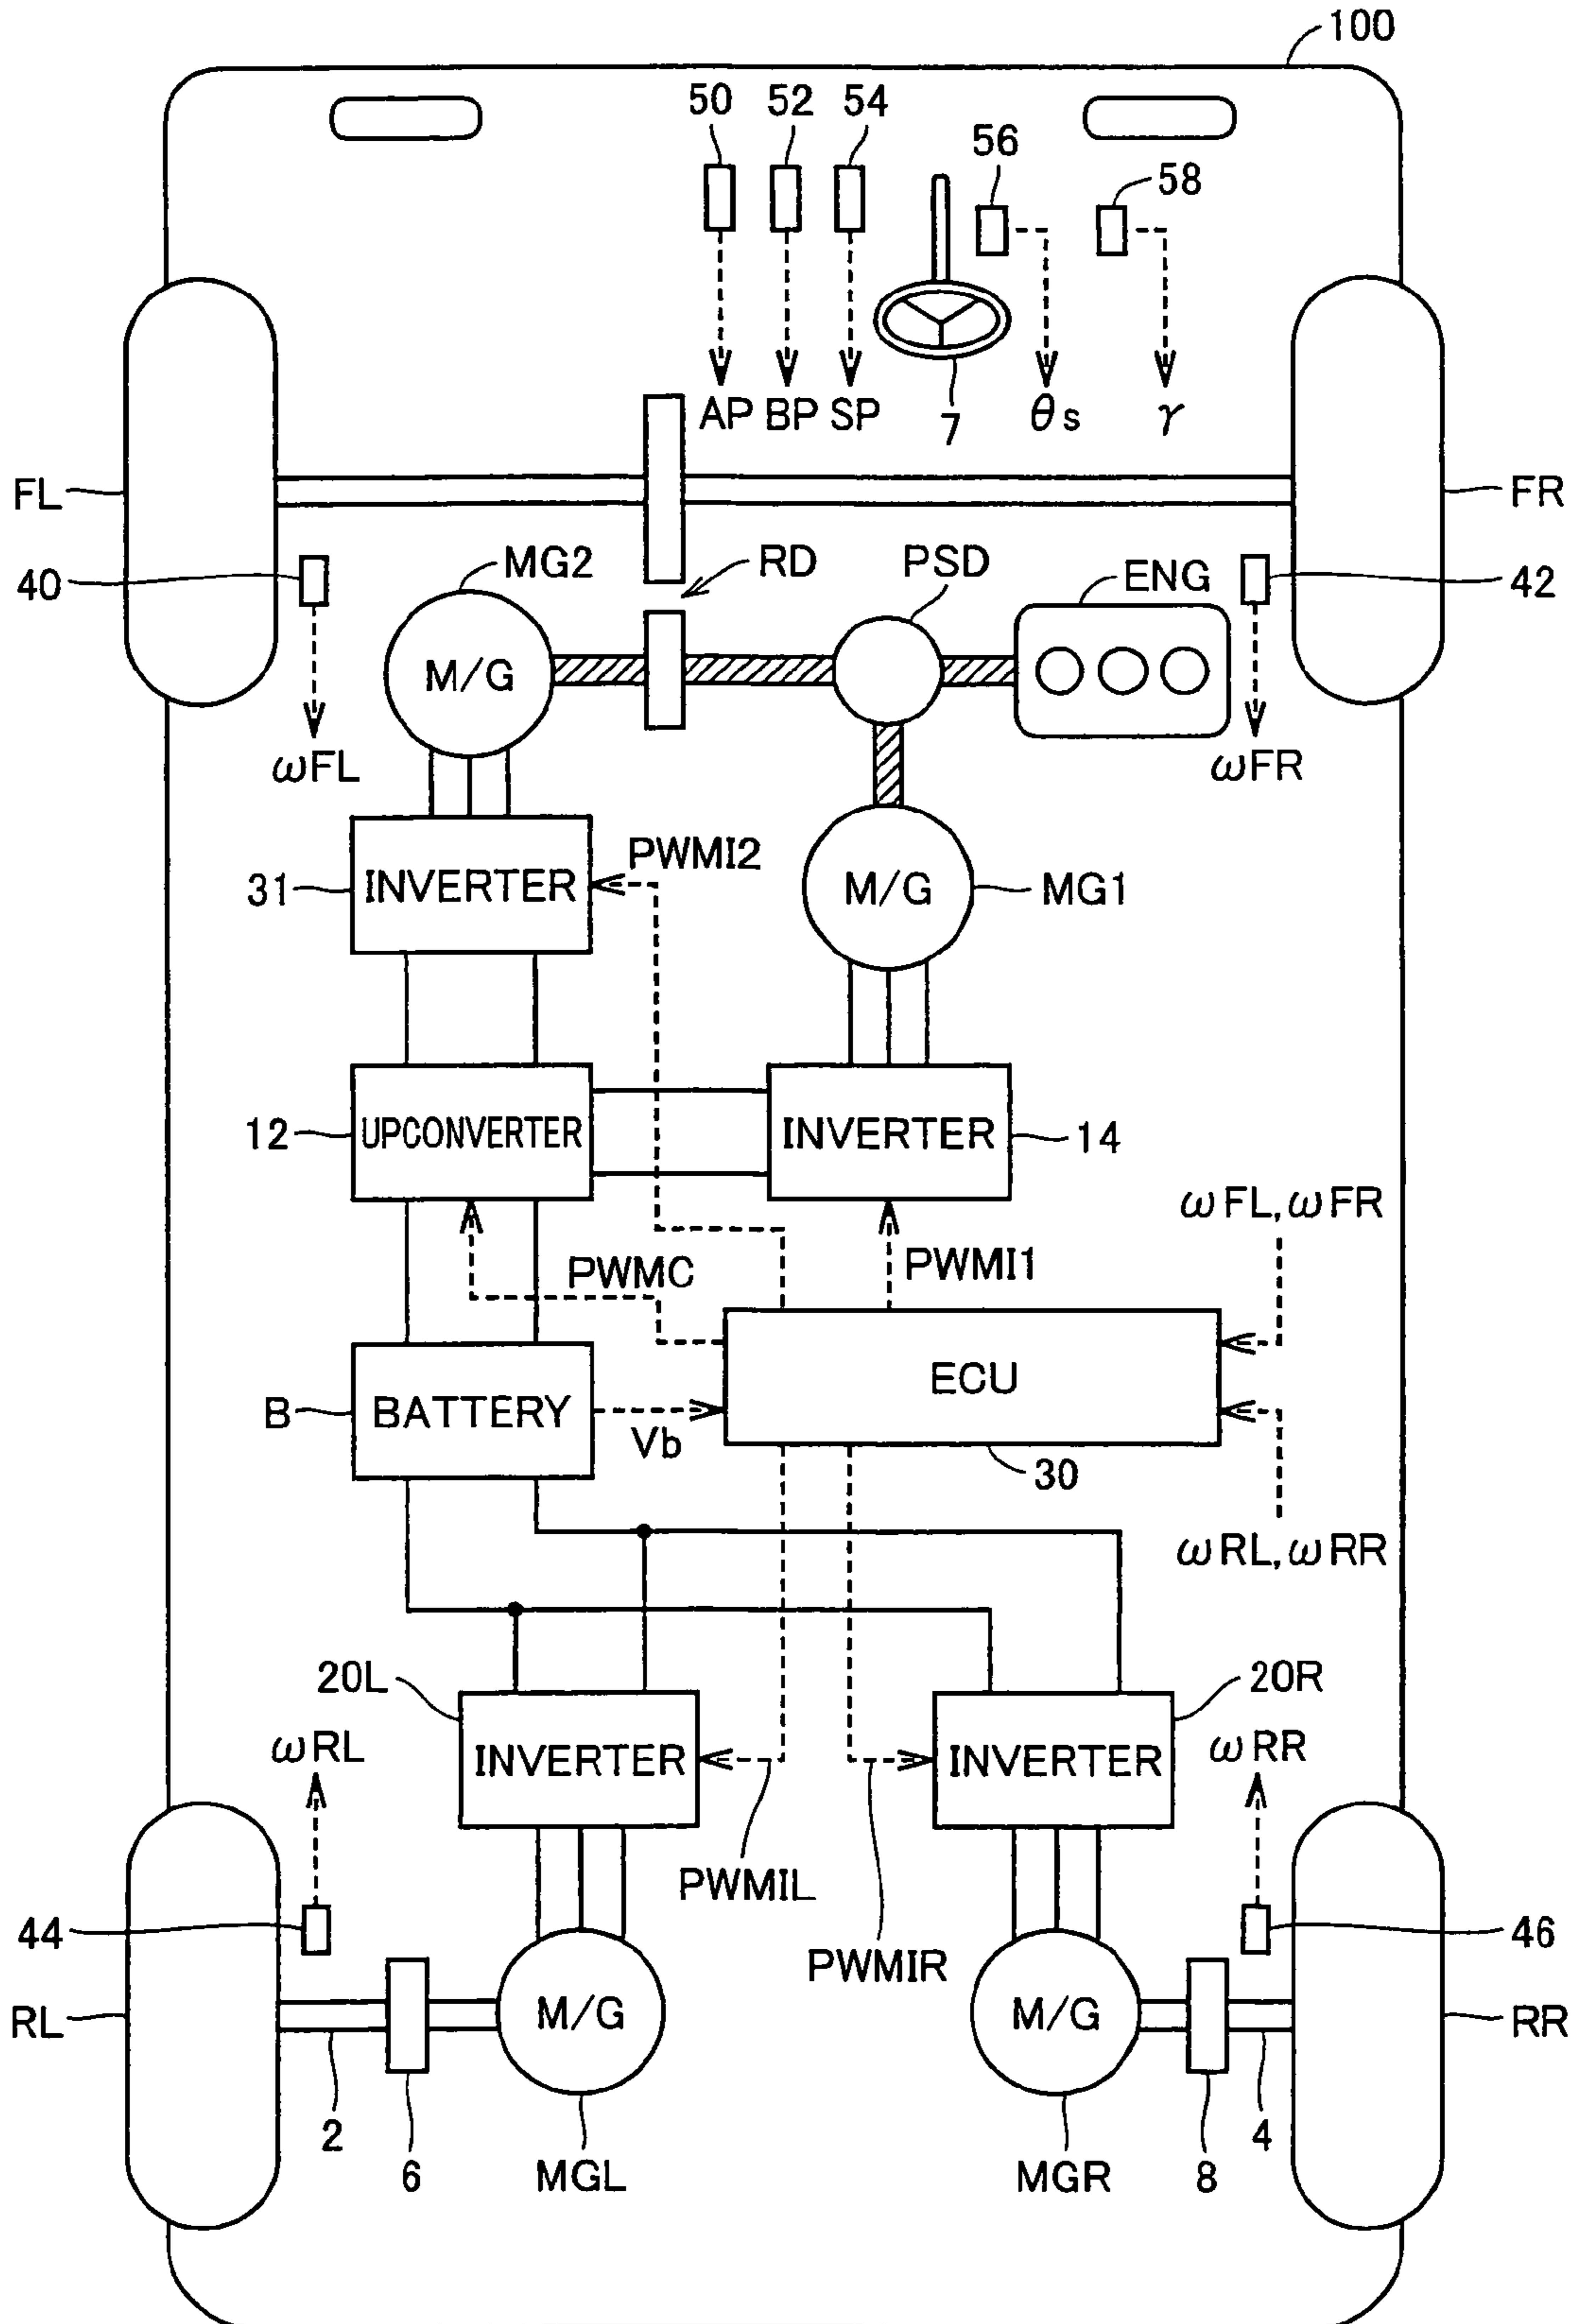 100
50 52 54
56
58
AP BP SP
7
θs
γ
FL
FR
40
MG2
RD
PSD
ENG
42
M/G
ωFL
ωFR
31
INVERTER
PWMI2
M/G
MG1
12
UPCONVERTER
INVERTER
14
ωFL,ωFR
PWMC
PWMI1
B
BATTERY
Vb
ECU
30
ωRL,ωRR
20L
20R
ωRL
INVERTER
INVERTER
ωRR
PWMIL
44
PWMIR
46
RL
M/G
M/G
RR
2
6
MGL
MGR
8
4